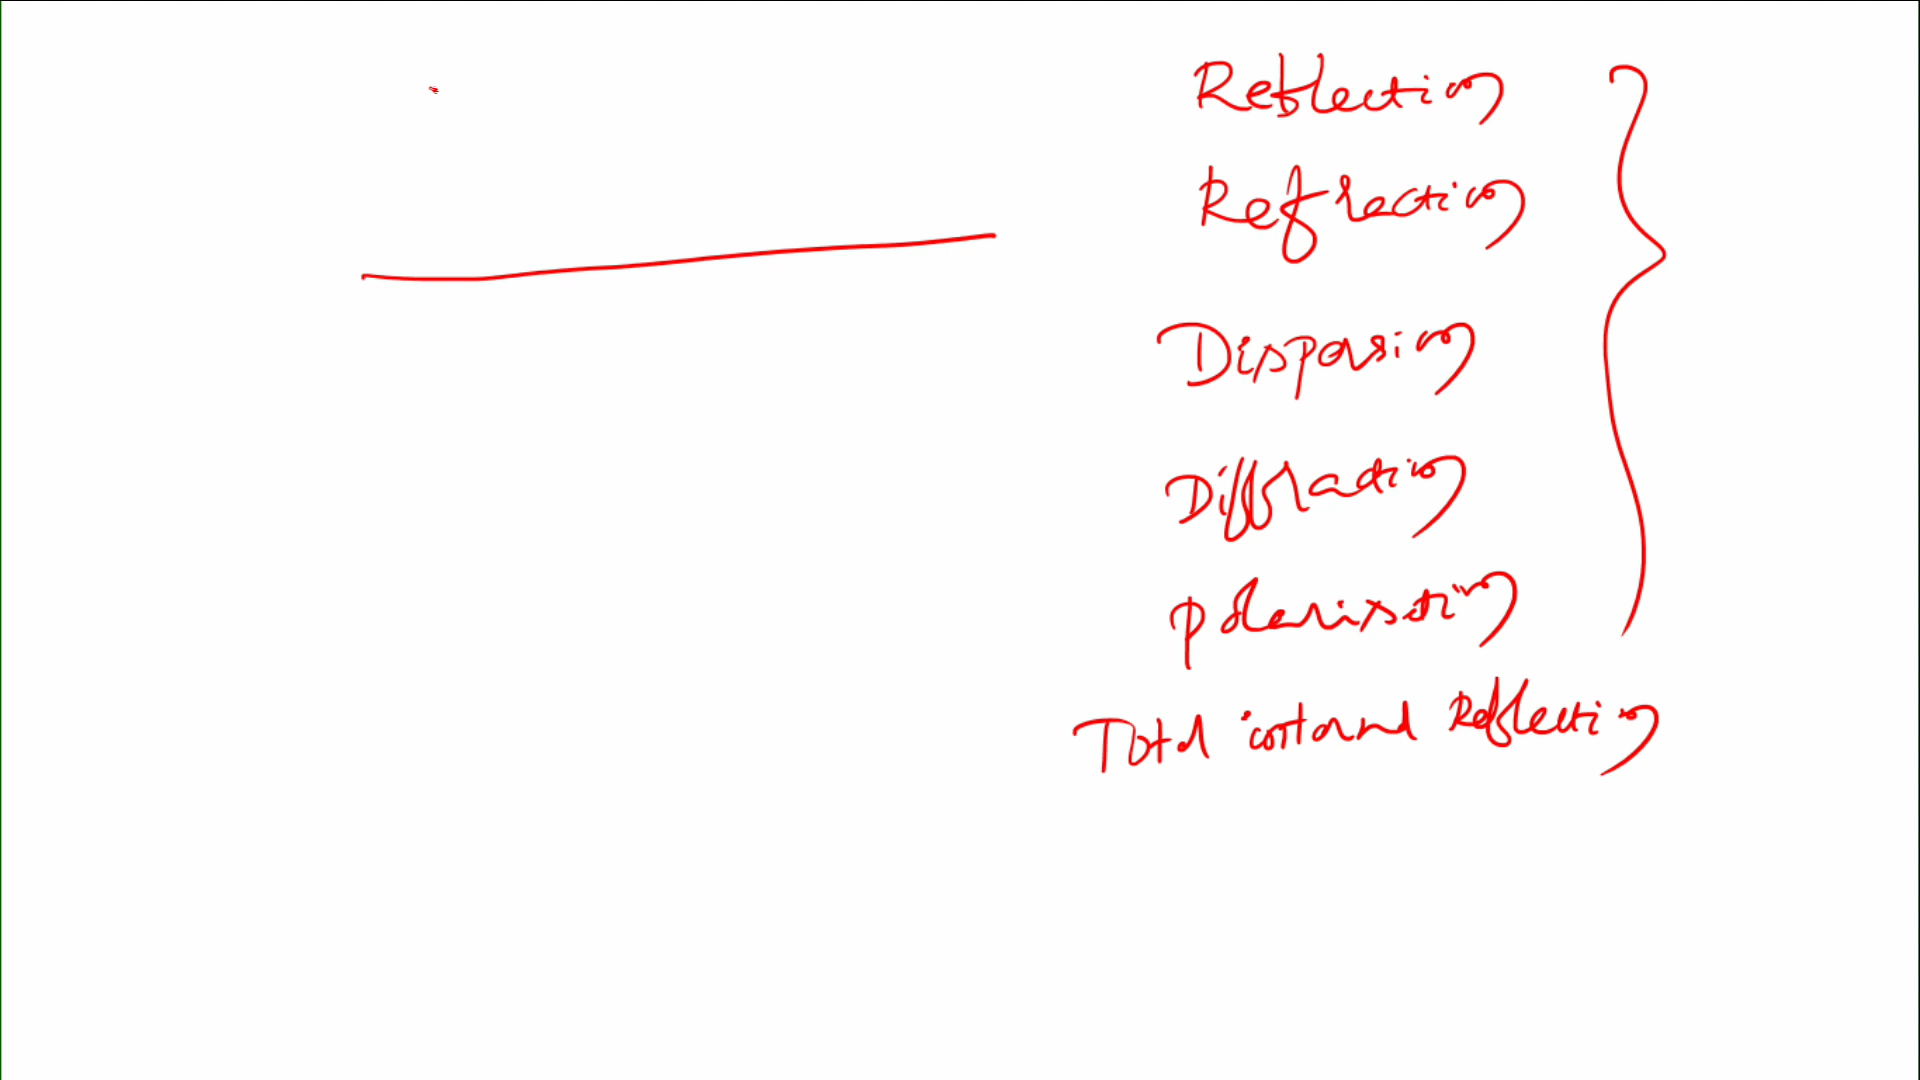 Reflection
Refraction
Dispersion
Diffraction
Polarization
Total internal Reflection